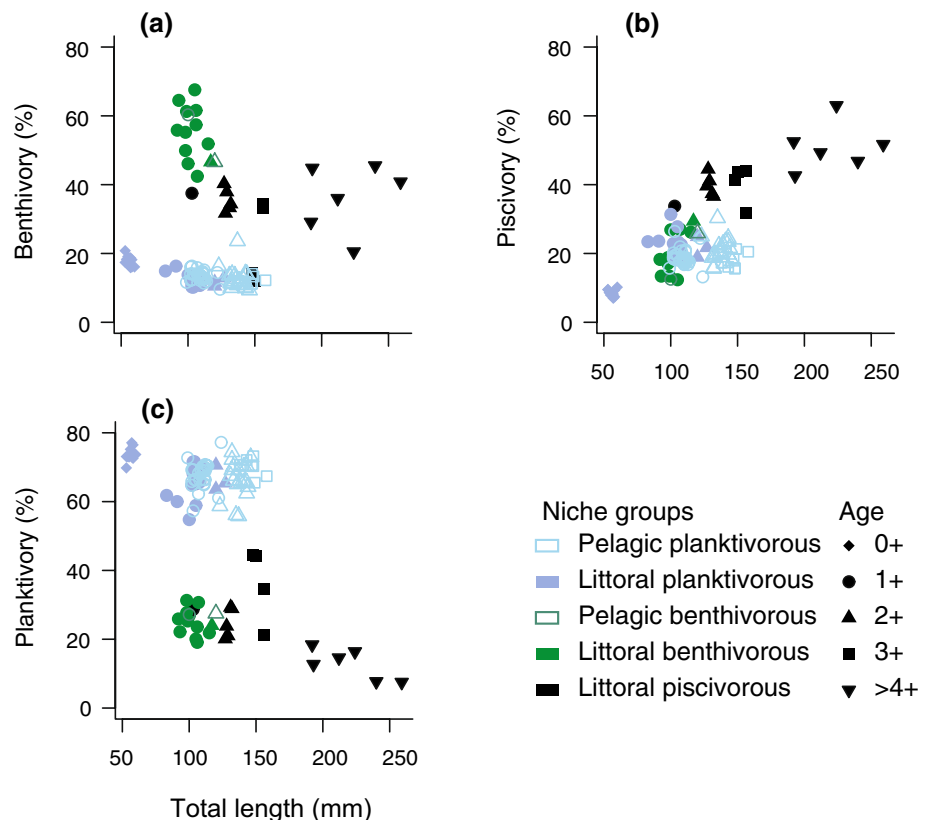 (a)
80
60
40
20
0
Benthivory (%)
(b)
80
60
40
20
0
Piscivory (%)
50 100 150 200 250
(c)
80
60
40
20
0
Planktivory (%)
50 100 150 200 250
Total length (mm)
Niche groups
Pelagic planktivorous
Littoral planktivorous
Pelagic benthivorous
Littoral benthivorous
Littoral piscivorous
Age
0+
1+
2+
3+
>4+